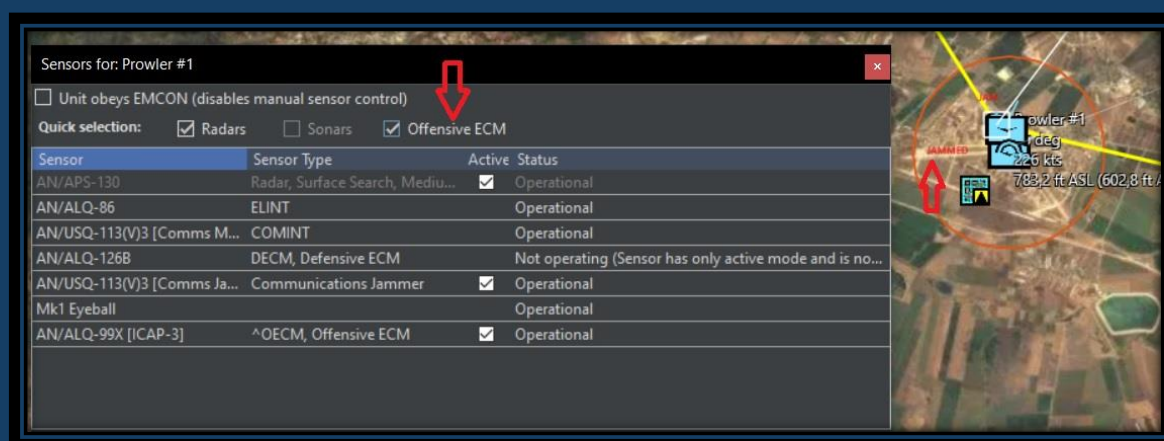 Sensors for: Prowler #1
Unit obeys EMCON (disables manual sensor control)
Quick selection: Radars Sonars Offensive ECM
Sensor Sensor Type Active Status
AN/APS-130 Radar, Surface Search, Mediu... Operational
AN/ALQ-86 ELINT Operational
AN/USQ-113(V)3 [Comms M... COMINT Operational
AN/ALQ-126B DECM, Defensive ECM Not operating (Sensor has only active mode and is no...
AN/USQ-113(V)3 [Comms Ja... Communications Jammer Operational
Mk1 Eyeball Operational
AN/ALQ-99X [ICAP-3] ^OECM, Offensive ECM Operational
JAM
owler #1
deg
JAMMED
226 kts
783,2 ft ASL (602,8 ft